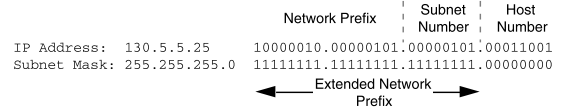 Network Prefix Subnet Number Host Number
IP Address: 130.5.5.25 10000010.00000101.00000101.00011001
Subnet Mask: 255.255.255.0 11111111.11111111.11111111.00000000
Extended Network
Prefix